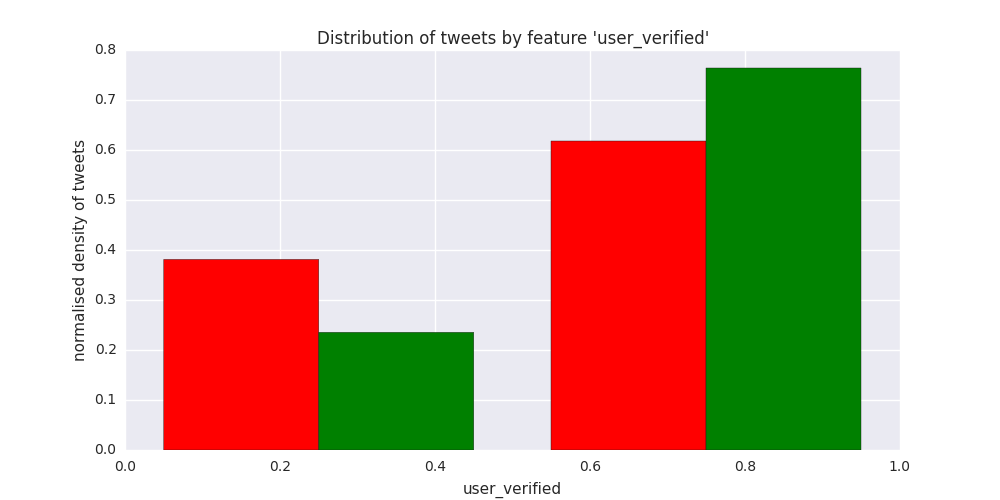 Distribution of tweets by feature 'user_verified'
0.8
0.7
0.6
0.5
0.4
0.3
0.2
0.1
0.0
normalised density of tweets
0.0 0.2 0.4 0.6 0.8 1.0
user_verified